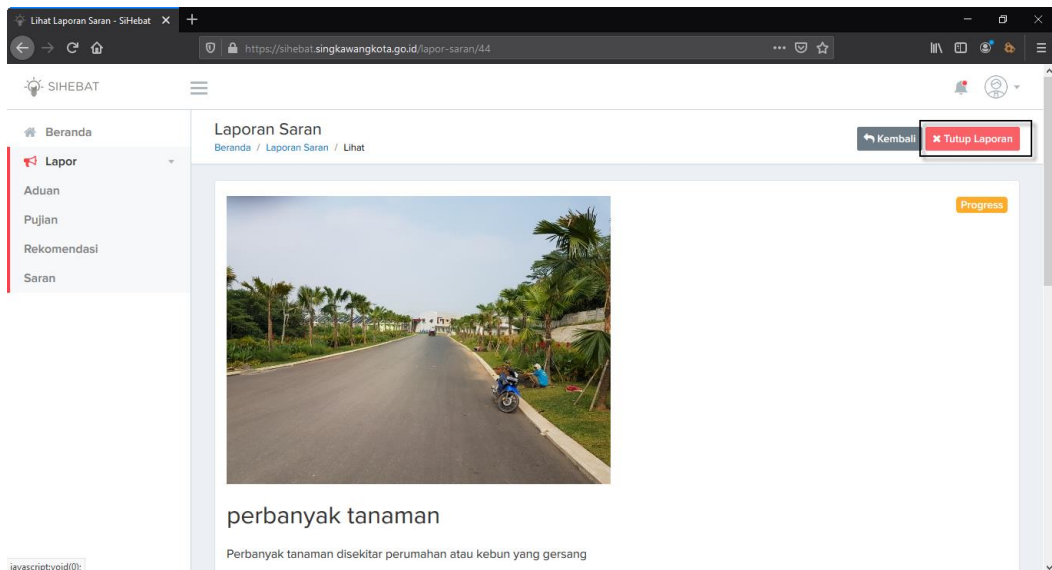 Lihat Laporan Saran - SiHebat
https://sihebat.singkawangkota.go.id/lapor-saran/44
SIHEBAT
Beranda
Lapor
Aduan
Pujian
Rekomendasi
Saran
Laporan Saran
Beranda / Laporan Saran / Lihat
Kembali
Tutup Laporan
Progress
perbanyak tanaman
Perbanyak tanaman disekitar perumahan atau kebun yang gersang
javascript:void(0);